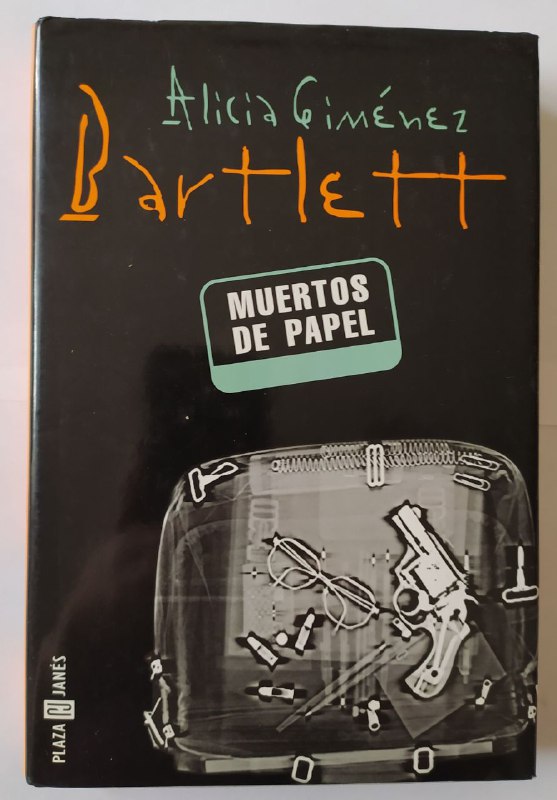 Alicia Giménez
Bartlett
MUERTOS
DE PAPEL
PLAZA JANÉS